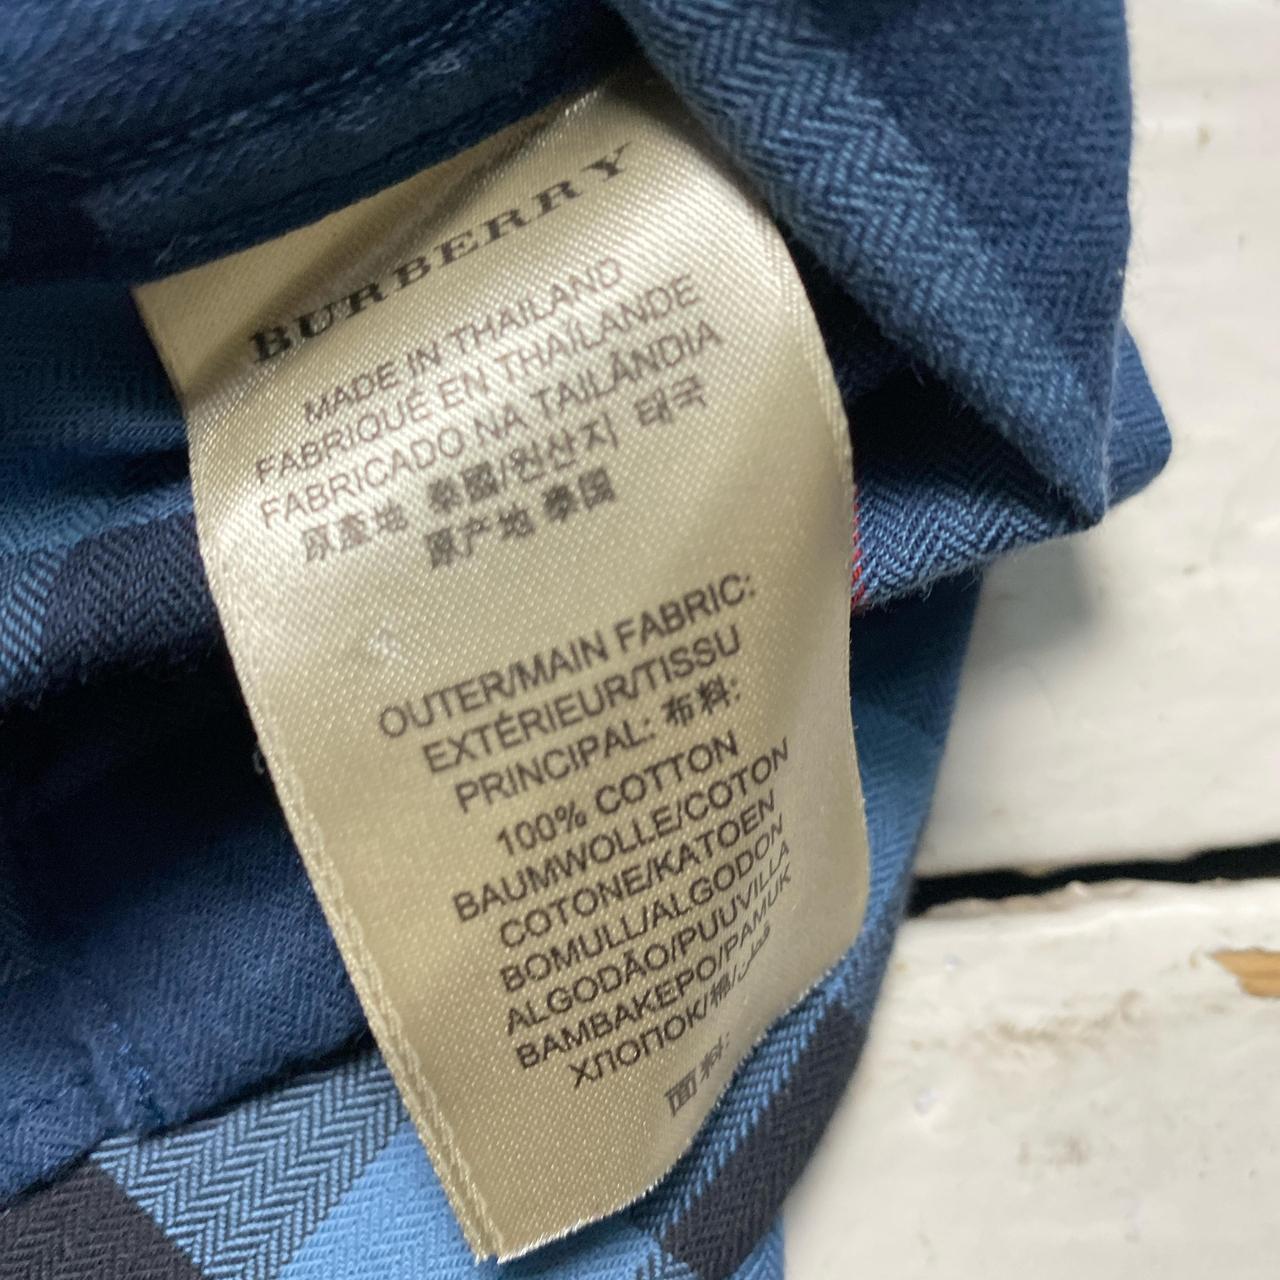 BURBERRY
MADE IN THAILAND
FABRIQUÉ EN THAÏLANDE
FABRICADO NA TAILÂNDIA
原產地 泰國/원산지 태국
原产地 泰国
OUTER/MAIN FABRIC:
EXTÉRIEUR/TISSU
PRINCIPAL: 布料:
100% COTTON
BAUMWOLLE/COTON
COTONE/KATOEN
BOMULL/ALGODON
ALGODÃO/PUUVILLA
BAMBAKEPO/PAMUK
ХЛОПОК/棉/قطن
面料: